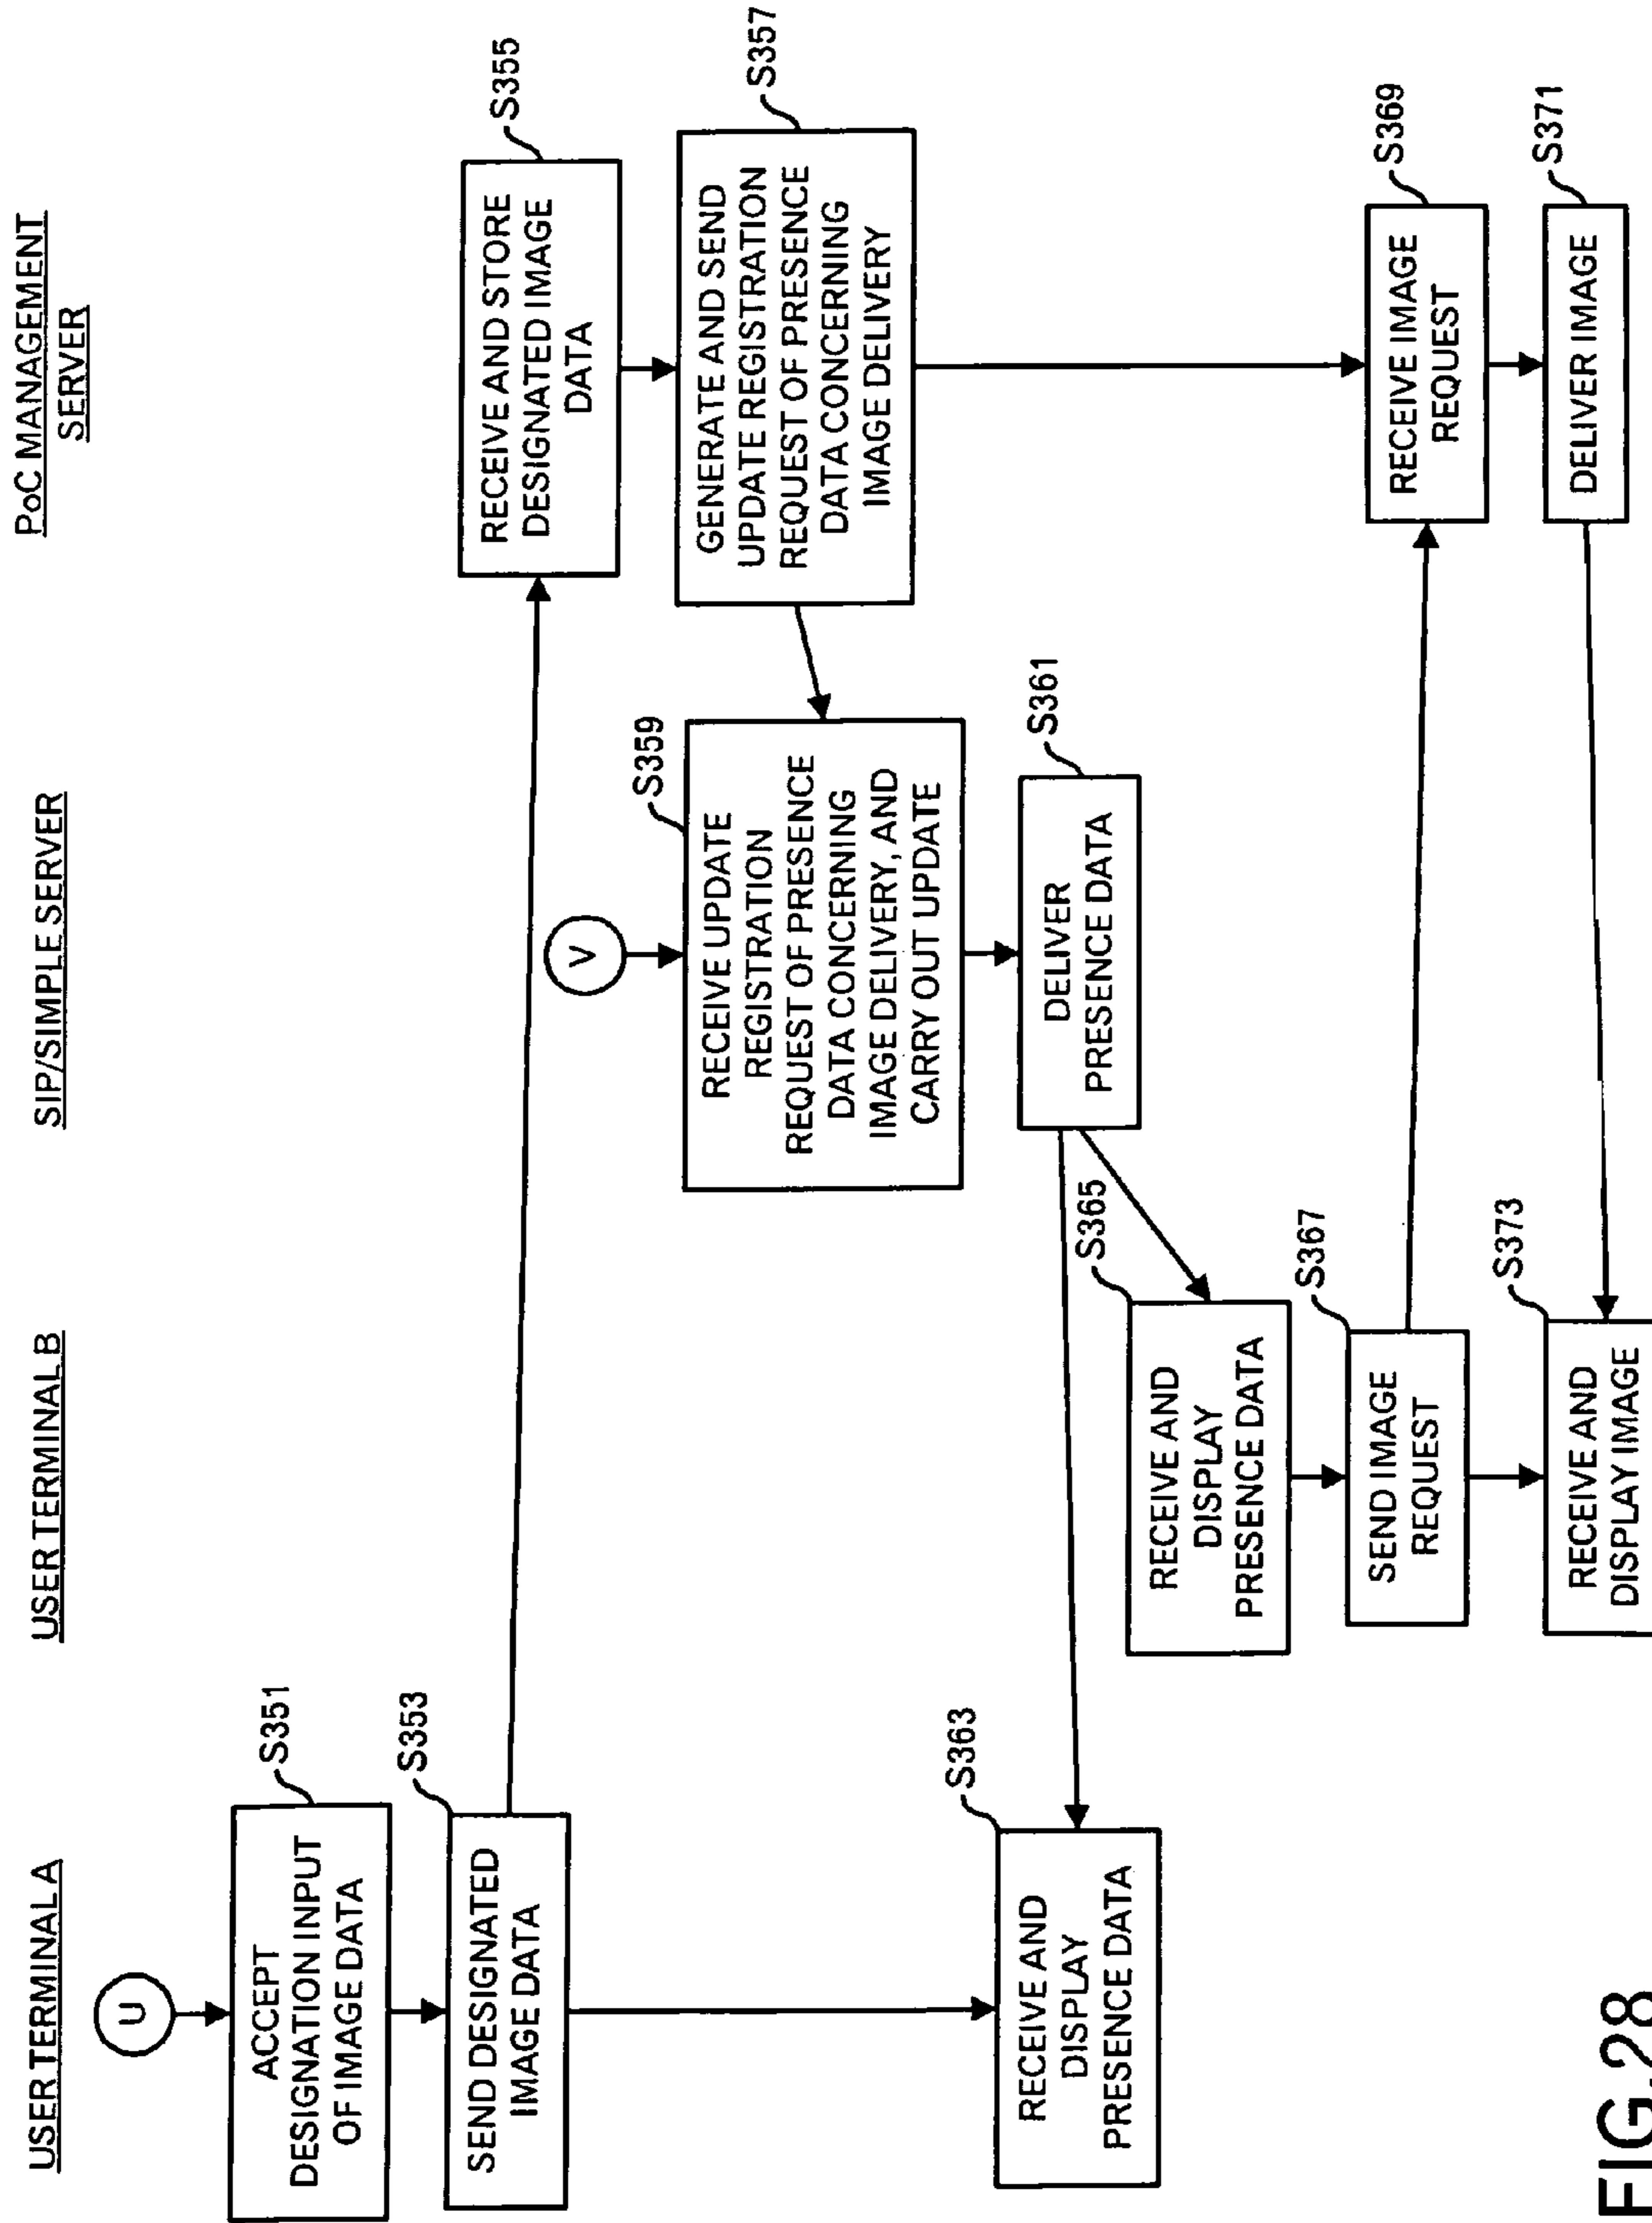 USER TERMINAL A
USER TERMINAL B
SIP/SIMPLE SERVER
PoC MANAGEMENT
SERVER
U
ACCEPT
DESIGNATION INPUT
OF IMAGE DATA
S351
SEND DESIGNATED
IMAGE DATA
S353
RECEIVE AND STORE
DESIGNATED IMAGE
DATA
S355
GENERATE AND SEND
UPDATE REGISTRATION
REQUEST OF PRESENCE
DATA CONCERNING
IMAGE DELIVERY
S357
V
RECEIVE UPDATE
REGISTRATION
REQUEST OF PRESENCE
DATA CONCERNING
IMAGE DELIVERY, AND
CARRY OUT UPDATE
S359
DELIVER
PRESENCE DATA
S361
RECEIVE AND
DISPLAY
PRESENCE DATA
S363
RECEIVE AND
DISPLAY
PRESENCE DATA
S365
SEND IMAGE
REQUEST
S367
RECEIVE IMAGE
REQUEST
S369
DELIVER IMAGE
S371
RECEIVE AND
DISPLAY IMAGE
S373
FIG.28